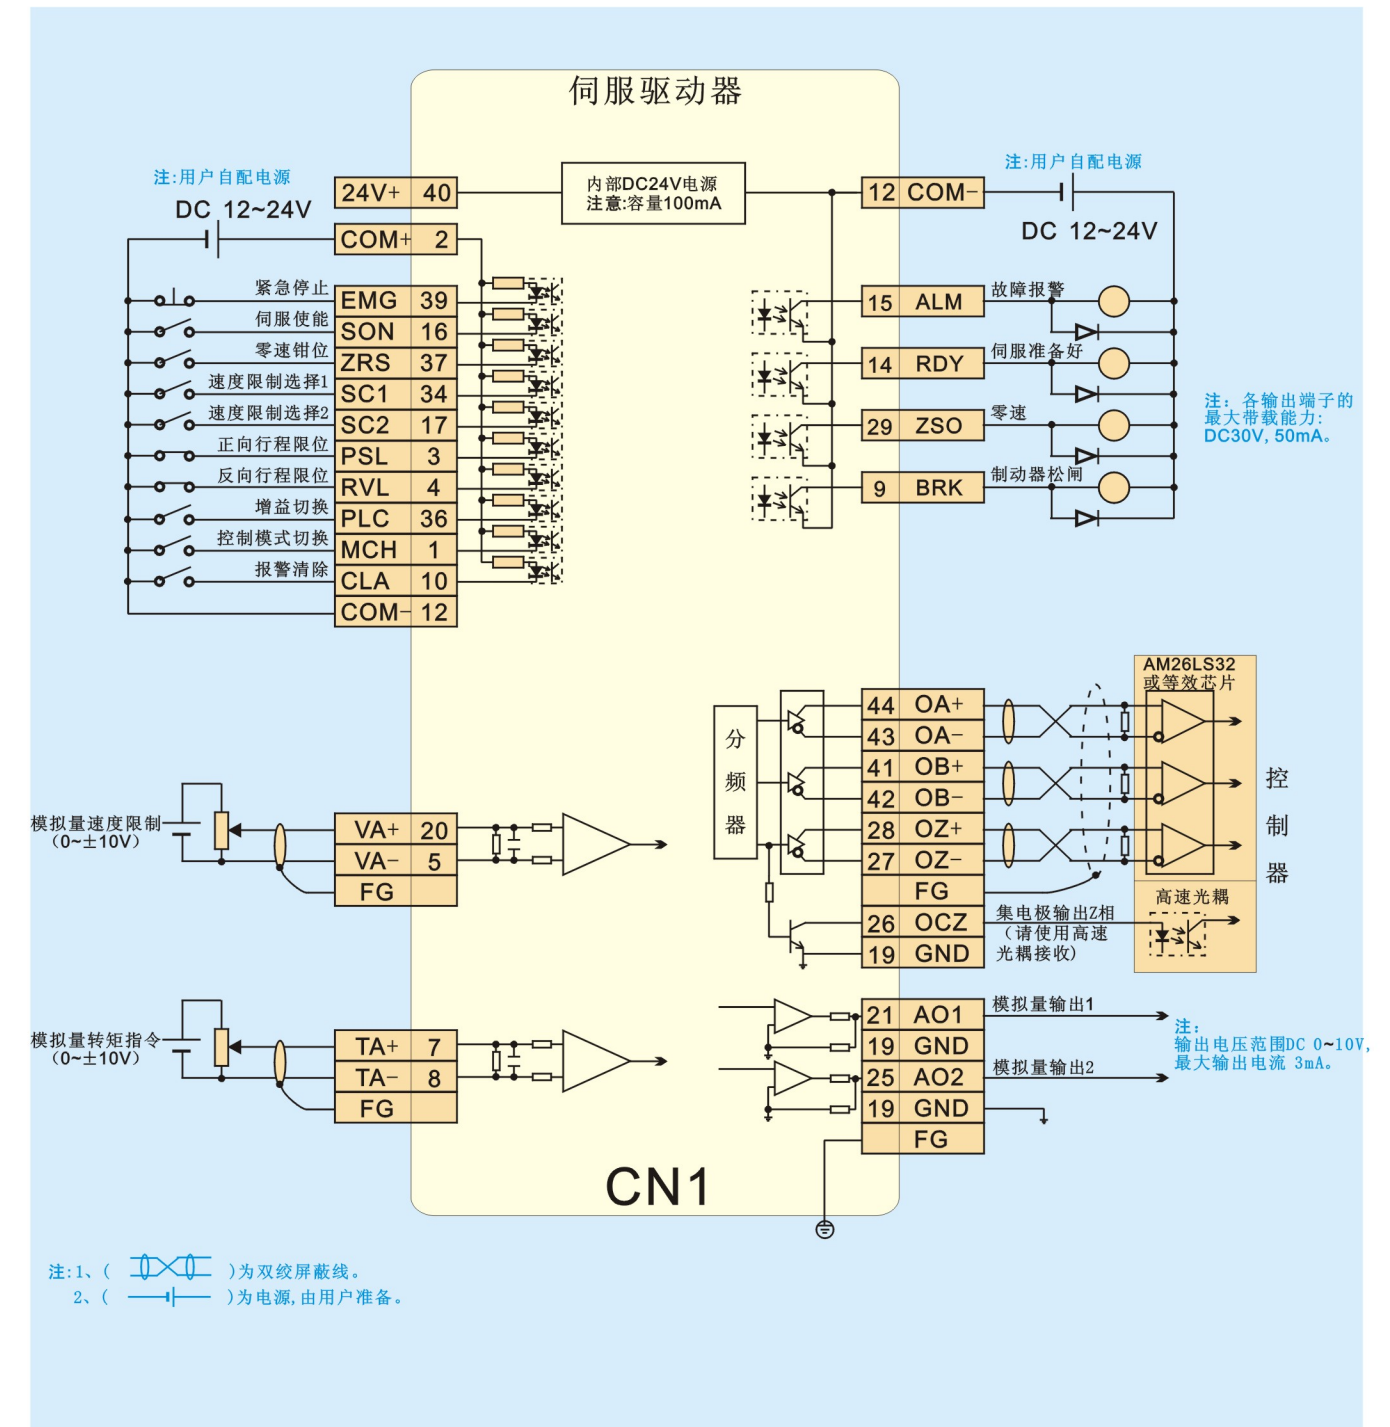 伺服驱动器
注:用户自配电源
DC 12~24V
24V+ 40
COM+ 2
紧急停止 EMG 39
伺服使能 SON 16
零速钳位 ZRS 37
速度限制选择1 SC1 34
速度限制选择2 SC2 17
正向行程限位 PSL 3
反向行程限位 RVL 4
增益切换 PLC 36
控制模式切换 MCH 1
报警清除 CLA 10
COM- 12
内部DC24V电源
注意:容量100mA
注:用户自配电源
12 COM-
DC 12~24V
15 ALM 故障报警
14 RDY 伺服准备好
29 ZSO 零速
9 BRK 制动器松闸
注：各输出端子的
最大带载能力:
DC30V, 50mA。
模拟量速度限制
（0~±10V）
VA+ 20
VA- 5
FG
模拟量转矩指令
（0~±10V）
TA+ 7
TA- 8
FG
分
频
器
44 OA+
43 OA-
41 OB+
42 OB-
28 OZ+
27 OZ-
FG
26 OCZ
19 GND
集电极输出Z相
（请使用高速
光耦接收)
AM26LS32
或等效芯片
高速光耦
控
制
器
21 AO1 模拟量输出1
19 GND
25 AO2 模拟量输出2
19 GND
FG
注：
输出电压范围DC 0~10V,
最大输出电流 3mA。
CN1
注:1、( )为双绞屏蔽线。
2、( )为电源,由用户准备。